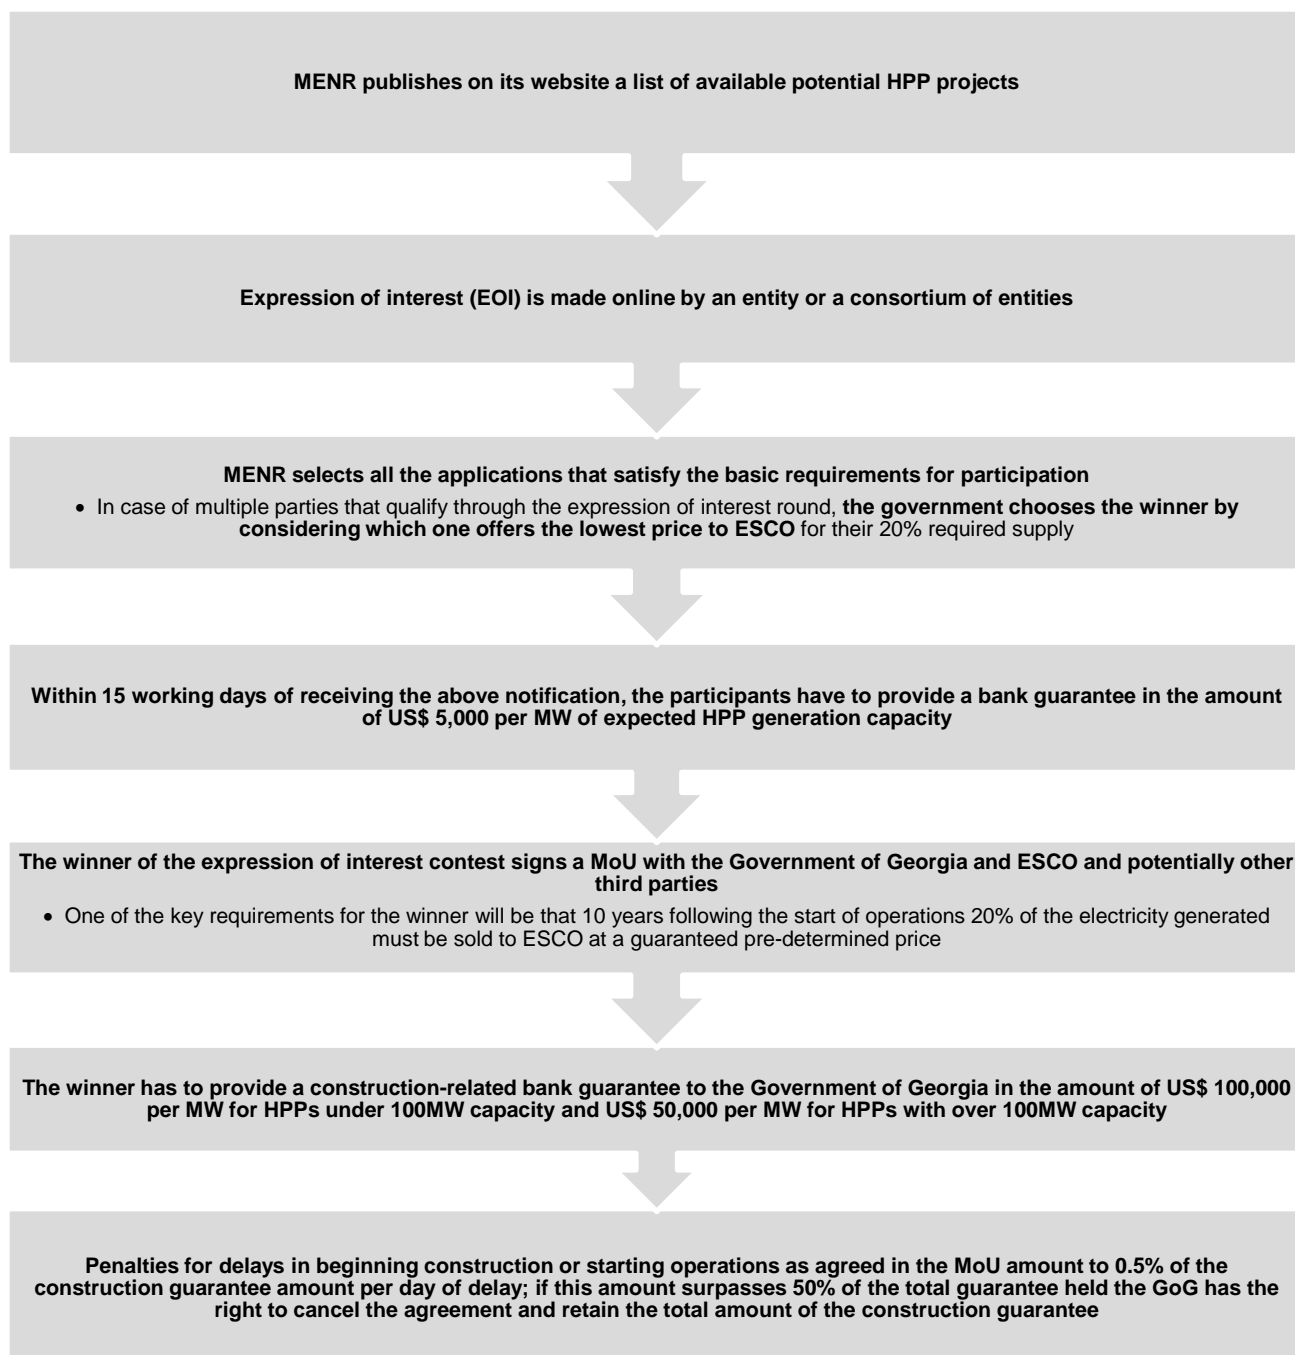 MENR publishes on its website a list of available potential HPP projects
Expression of interest (EOI) is made online by an entity or a consortium of entities
MENR selects all the applications that satisfy the basic requirements for participation
• In case of multiple parties that qualify through the expression of interest round, the government chooses the winner by
considering which one offers the lowest price to ESCO for their 20% required supply
Within 15 working days of receiving the above notification, the participants have to provide a bank guarantee in the amount
of US$ 5,000 per MW of expected HPP generation capacity
The winner of the expression of interest contest signs a MoU with the Government of Georgia and ESCO and potentially other
third parties
• One of the key requirements for the winner will be that 10 years following the start of operations 20% of the electricity generated
must be sold to ESCO at a guaranteed pre-determined price
The winner has to provide a construction-related bank guarantee to the Government of Georgia in the amount of US$ 100,000
per MW for HPPs under 100MW capacity and US$ 50,000 per MW for HPPs with over 100MW capacity
Penalties for delays in beginning construction or starting operations as agreed in the MoU amount to 0.5% of the
construction guarantee amount per day of delay; if this amount surpasses 50% of the total guarantee held the GoG has the
right to cancel the agreement and retain the total amount of the construction guarantee